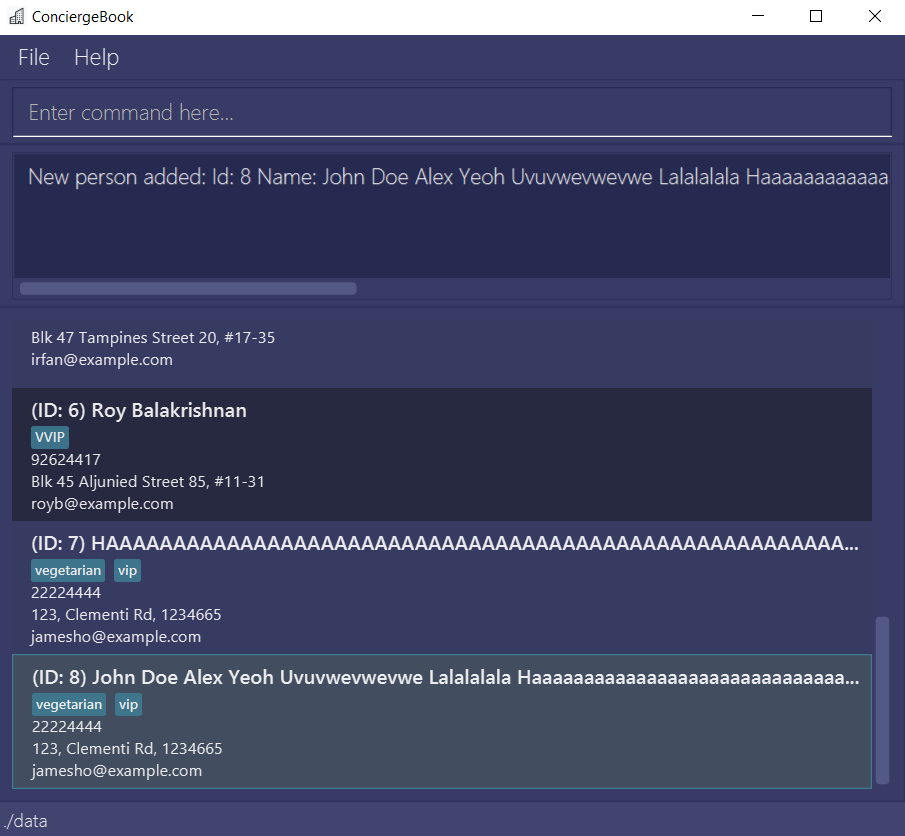 ConciergeBook
File Help
Enter command here...
New person added: Id: 8 Name: John Doe Alex Yeoh Uvuvwevwevwe Lalalalala Haaaaaaaaaaaa
Blk 47 Tampines Street 20, #17-35
irfan@example.com
(ID: 6) Roy Balakrishnan
VVIP
92624417
Blk 45 Aljunied Street 85, #11-31
royb@example.com
(ID: 7) HAAAAAAAAAAAAAAAAAAAAAAAAAAAAAAAAAAAAAAAAAAAAAAAAAAAAAAAA...
vegetarian vip
22224444
123, Clementi Rd, 1234665
jamesho@example.com
(ID: 8) John Doe Alex Yeoh Uvuvwevwevwe Lalalalala Haaaaaaaaaaaaaaaaaaaaaaaaaaaaa...
vegetarian vip
22224444
123, Clementi Rd, 1234665
jamesho@example.com
./data